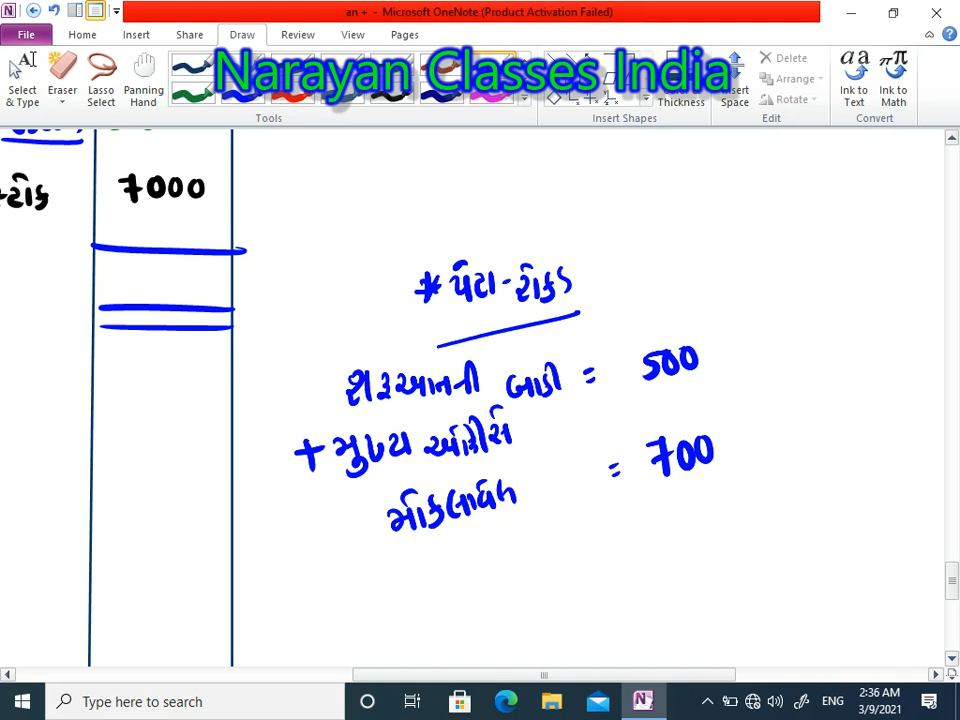 an + - Microsoft OneNote (Product Activation Failed)
File Home Insert Share Draw Review View Pages
Narayan Classes India
Select & Type Eraser Lasso Select Panning Hand Thickness Insert Space Delete Arrange Rotate Ink to Text Ink to Math
Tools Insert Shapes Edit Convert
7000
* પેટા-રોકડ
શરૂઆતની બાકી = 500
+ મુખ્ય ઓફીસે
મોકલાવેલ = 700
Type here to search
ENG 2:36 AM
3/9/2021